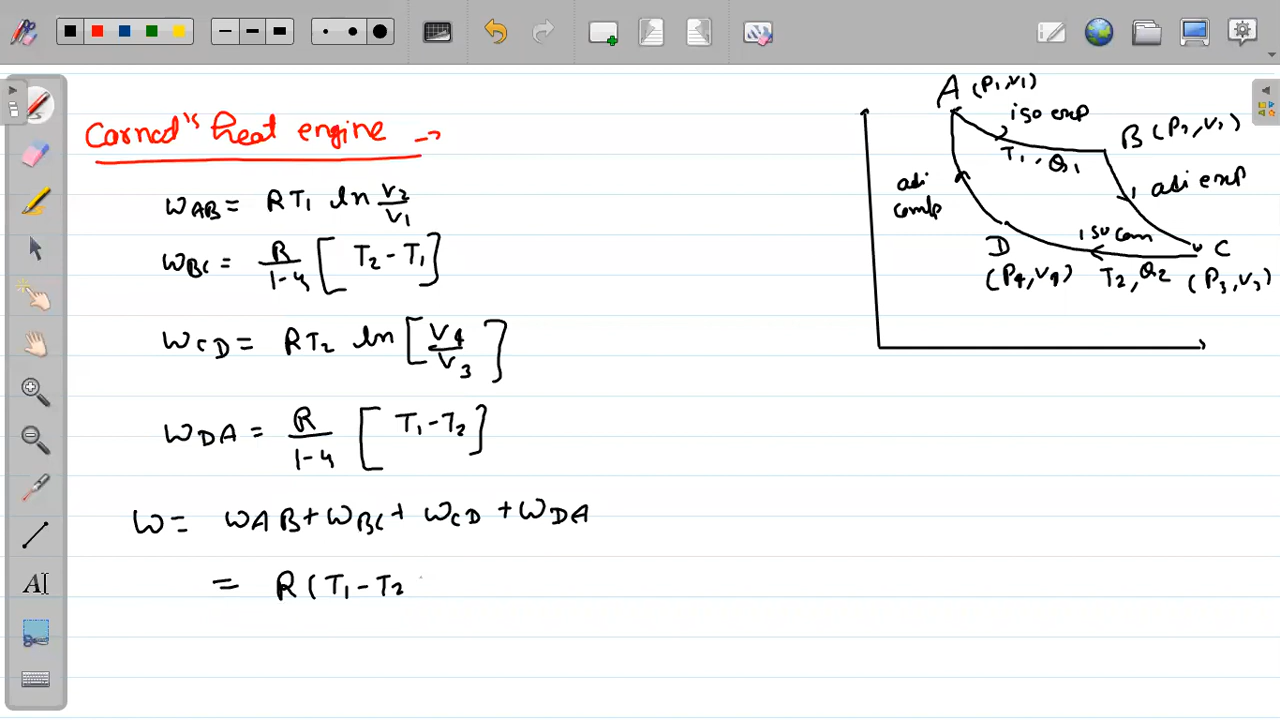 Carnot's heat engine →
W_AB = RT₁ ln V₂/V₁
W_BC = R/1-γ [T₂ - T₁]
W_CD = RT₂ ln [V₄/V₃]
W_DA = R/1-γ [T₁ - T₂]
W = W_AB + W_BC + W_CD + W_DA
= R(T₁ - T₂
A (P₁, V₁)
iso exp
B (P₂, V₂)
T₁, Q₁
adi exp
adi
comp
iso com
D
C
(P₄, V₄)
T₂, Q₂
(P₃, V₃)